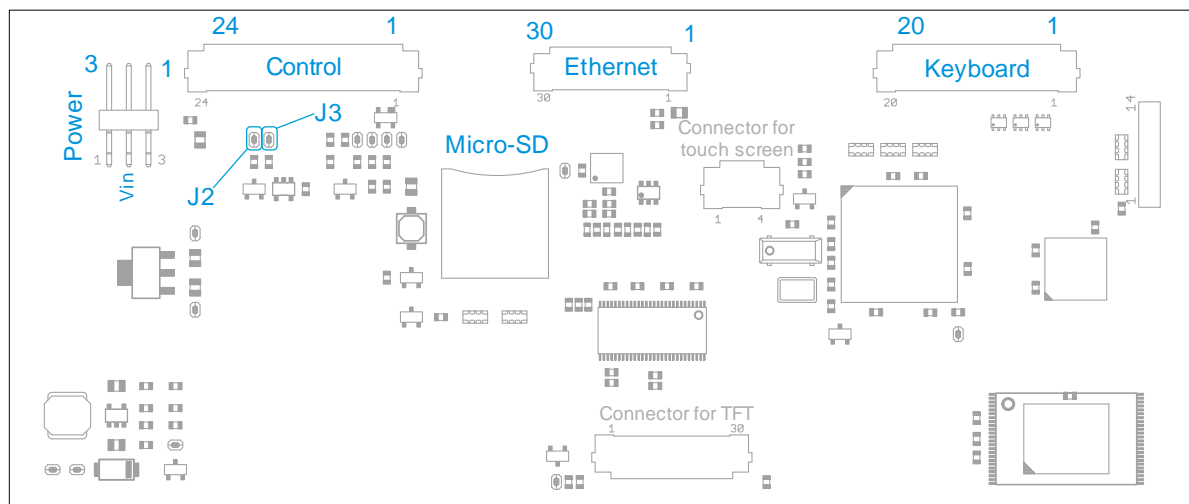 24 1
30 1
20 1
3 1
Control
Ethernet
Keyboard
24 1
30 1
20 1
Power
1 3
Vin
J3
J2
Micro-SD
Connector for
touch screen
1 4
14
1
Connector for TFT
1 30